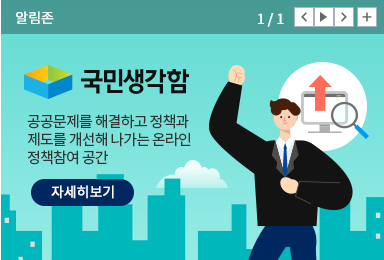 알림존
1 / 1
국민생각함
공공문제를 해결하고 정책과
제도를 개선해 나가는 온라인
정책참여 공간
자세히보기